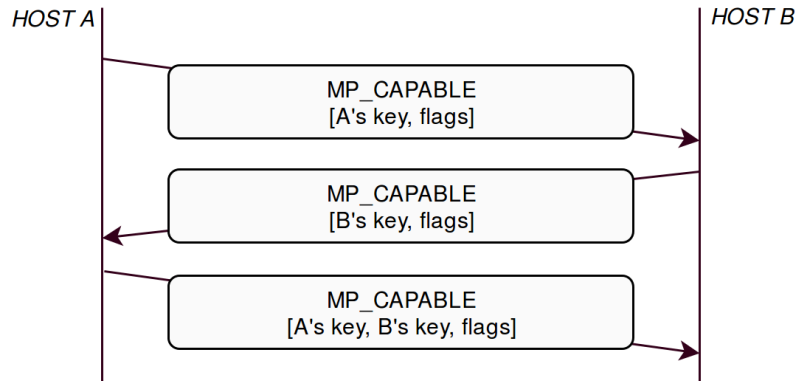 HOST A
HOST B
MP_CAPABLE
[A's key, flags]
MP_CAPABLE
[B's key, flags]
MP_CAPABLE
[A's key, B's key, flags]